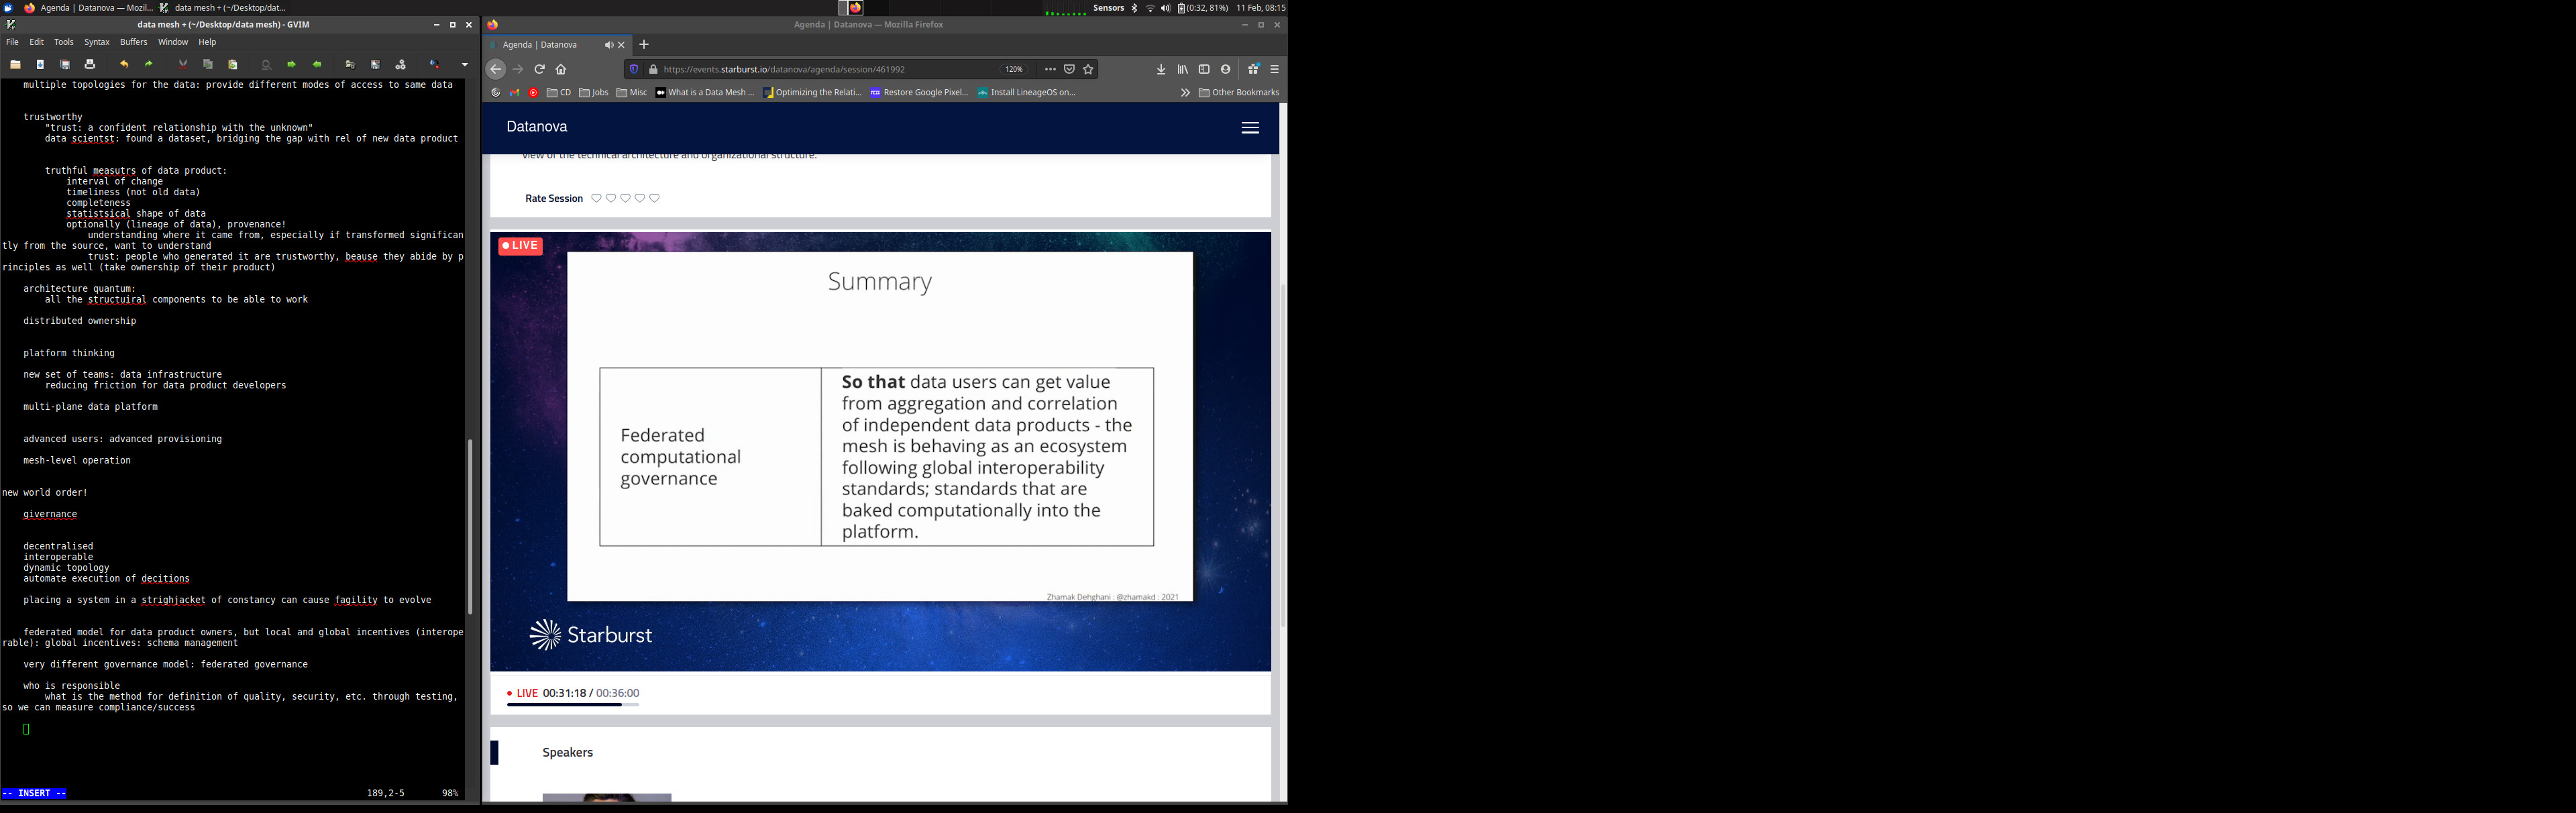 Agenda | Datanova — Mozil...
data mesh + (~/Desktop/dat...
Sensors
(0:32, 81%)
11 Feb, 08:15
data mesh + (~/Desktop/data mesh) - GVIM
File Edit Tools Syntax Buffers Window Help
multiple topologies for the data: provide different modes of access to same data
trustworthy
"trust: a confident relationship with the unknown"
data scientst: found a dataset, bridging the gap with rel of new data product
truthful measutrs of data product:
interval of change
timeliness (not old data)
completeness
statistsical shape of data
optionally (lineage of data), provenance!
understanding where it came from, especially if transformed significan
tly from the source, want to understand
trust: people who generated it are trustworthy, beause they abide by p
rinciples as well (take ownership of their product)
architecture quantum:
all the structuiral components to be able to work
distributed ownership
platform thinking
new set of teams: data infrastructure
reducing friction for data product developers
multi-plane data platform
advanced users: advanced provisioning
mesh-level operation
new world order!
givernance
decentralised
interoperable
dynamic topology
automate execution of decitions
placing a system in a strighjacket of constancy can cause fagility to evolve
federated model for data product owners, but local and global incentives (interope
rable): global incentives: schema management
very different governance model: federated governance
who is responsible
what is the method for definition of quality, security, etc. through testing,
so we can measure compliance/success
-- INSERT --
189,2-5
98%
Agenda | Datanova — Mozilla Firefox
Agenda | Datanova
https://events.starburst.io/datanova/agenda/session/461992
120%
CD
Jobs
Misc
What is a Data Mesh ...
Optimizing the Relati...
Restore Google Pixel...
Install LineageOS on...
Other Bookmarks
Datanova
view of the technical architecture and organizational structure.
Rate Session
LIVE
Summary
Federated
computational
governance
So that data users can get value
from aggregation and correlation
of independent data products - the
mesh is behaving as an ecosystem
following global interoperability
standards; standards that are
baked computationally into the
platform.
Zhamak Dehghani : @zhamakd : 2021
Starburst
LIVE 00:31:18 / 00:36:00
Speakers